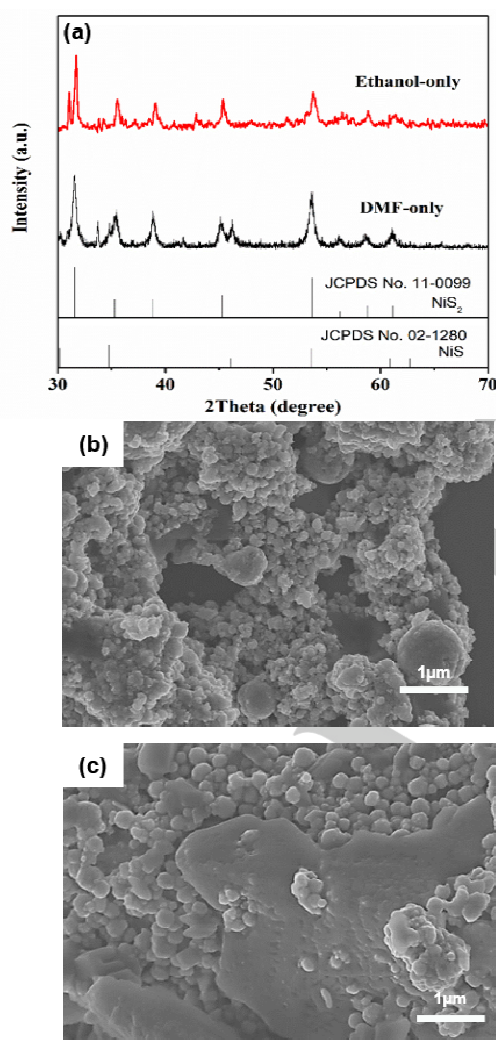 (a)
Ethanol-only
DMF-only
JCPDS No. 11-0099
NiS2
JCPDS No. 02-1280
NiS
Intensity (a.u.)
30 40 50 60 70
2Theta (degree)
(b)
1μm
(c)
1μm